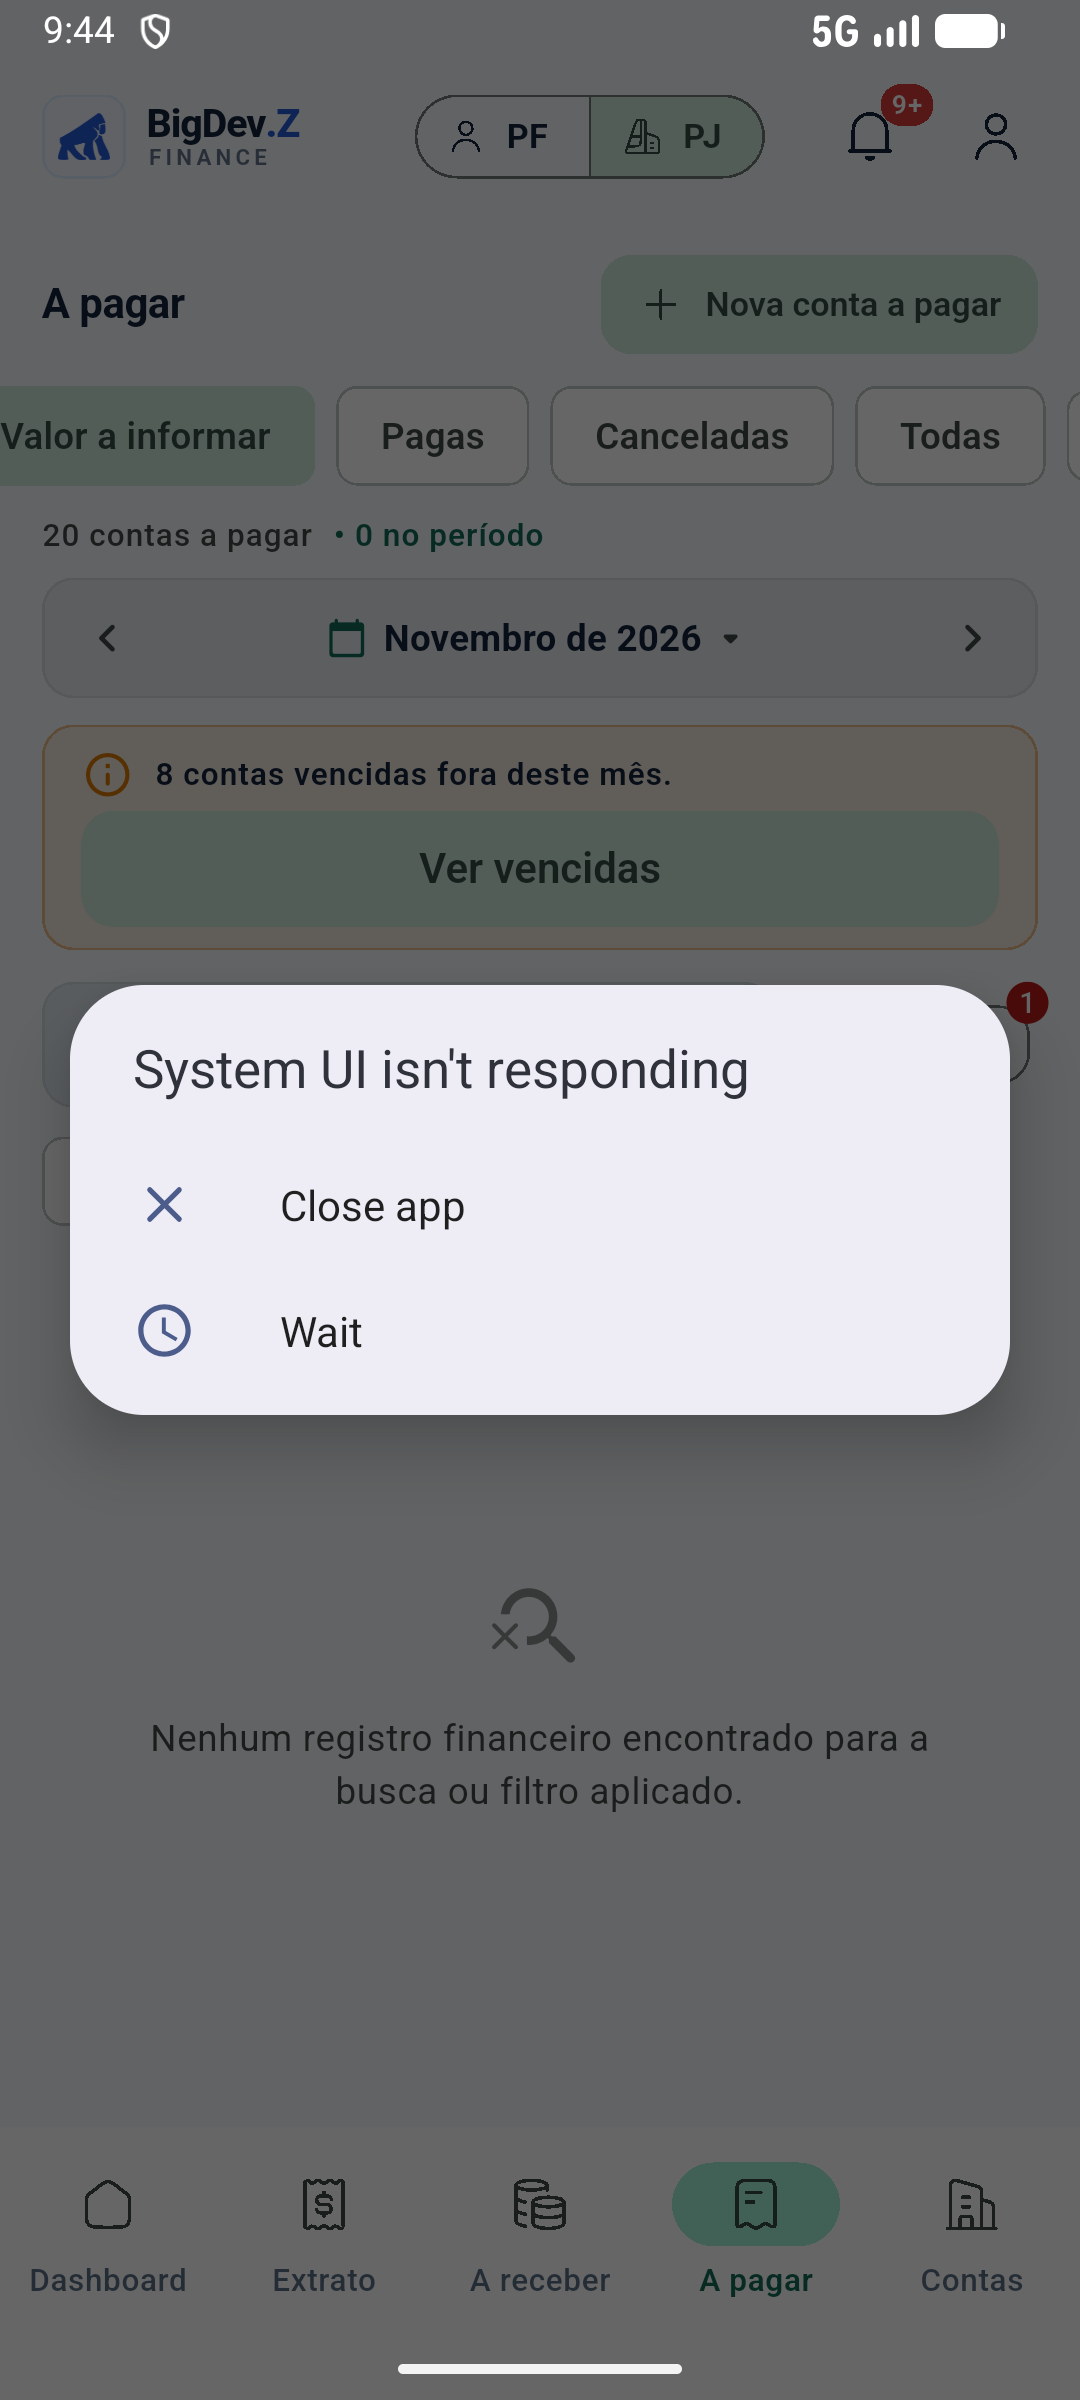 9:44
5G
BigDev.Z
FINANCE
PF
PJ
9+
A pagar
Nova conta a pagar
Valor a informar
Pagas
Canceladas
Todas
20 contas a pagar • 0 no período
Novembro de 2026
8 contas vencidas fora deste mês.
Ver vencidas
1
System UI isn't responding
Close app
Wait
Nenhum registro financeiro encontrado para a
busca ou filtro aplicado.
Dashboard
Extrato
A receber
A pagar
Contas